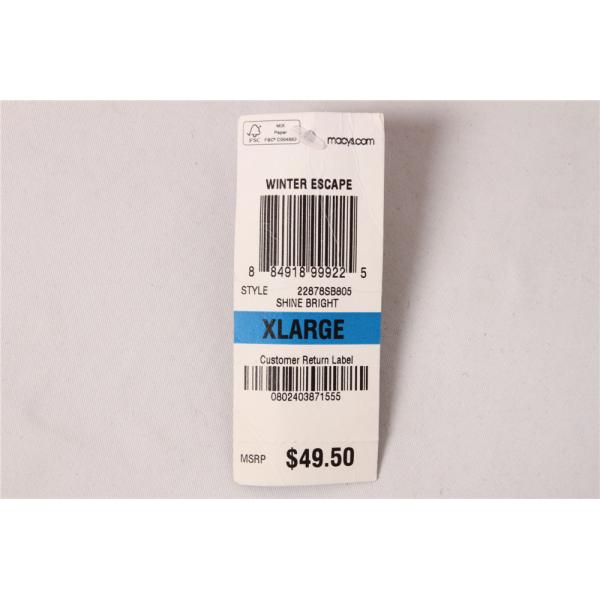 FSC
MIX
Paper
macys.com
WINTER ESCAPE
8 84918 99922 5
STYLE 22878SB805
SHINE BRIGHT
XLARGE
Customer Return Label
0802403871555
MSRP $49.50